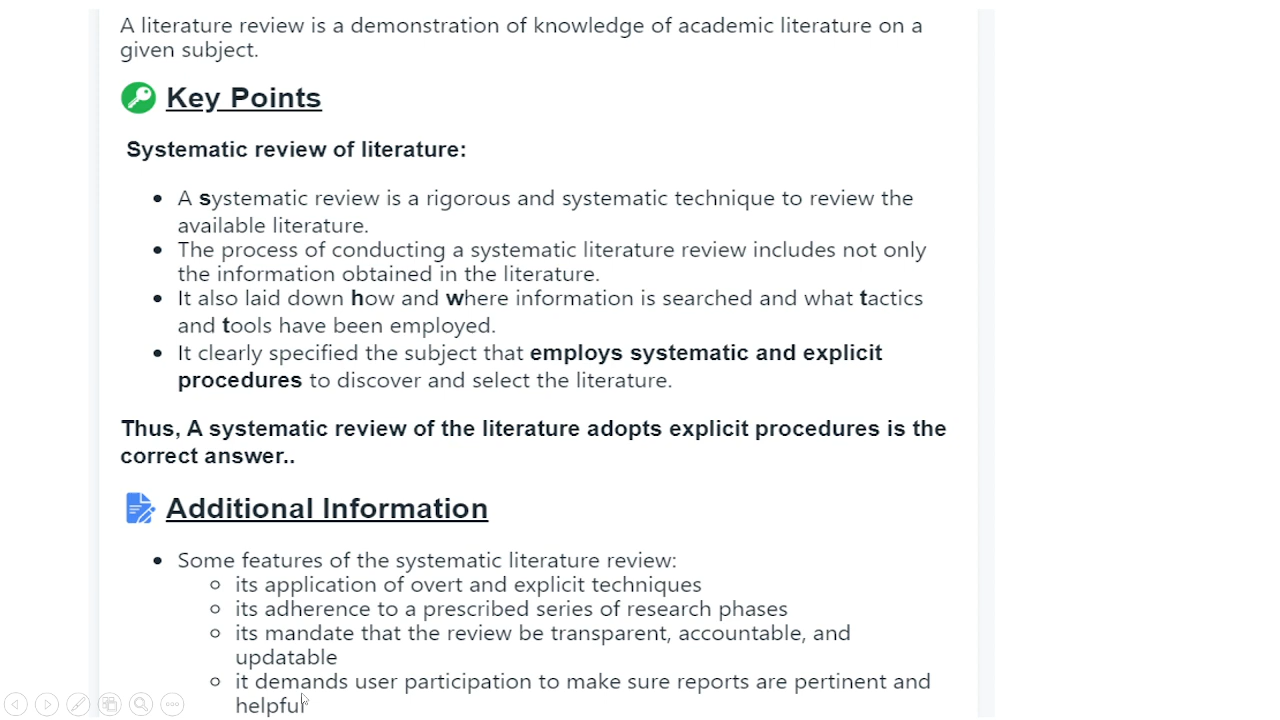 A literature review is a demonstration of knowledge of academic literature on a
given subject.
Key Points
Systematic review of literature:
• A systematic review is a rigorous and systematic technique to review the
available literature.
• The process of conducting a systematic literature review includes not only
the information obtained in the literature.
• It also laid down how and where information is searched and what tactics
and tools have been employed.
• It clearly specified the subject that employs systematic and explicit
procedures to discover and select the literature.
Thus, A systematic review of the literature adopts explicit procedures is the
correct answer..
Additional Information
• Some features of the systematic literature review:
○ its application of overt and explicit techniques
○ its adherence to a prescribed series of research phases
○ its mandate that the review be transparent, accountable, and
updatable
○ it demands user participation to make sure reports are pertinent and
helpful